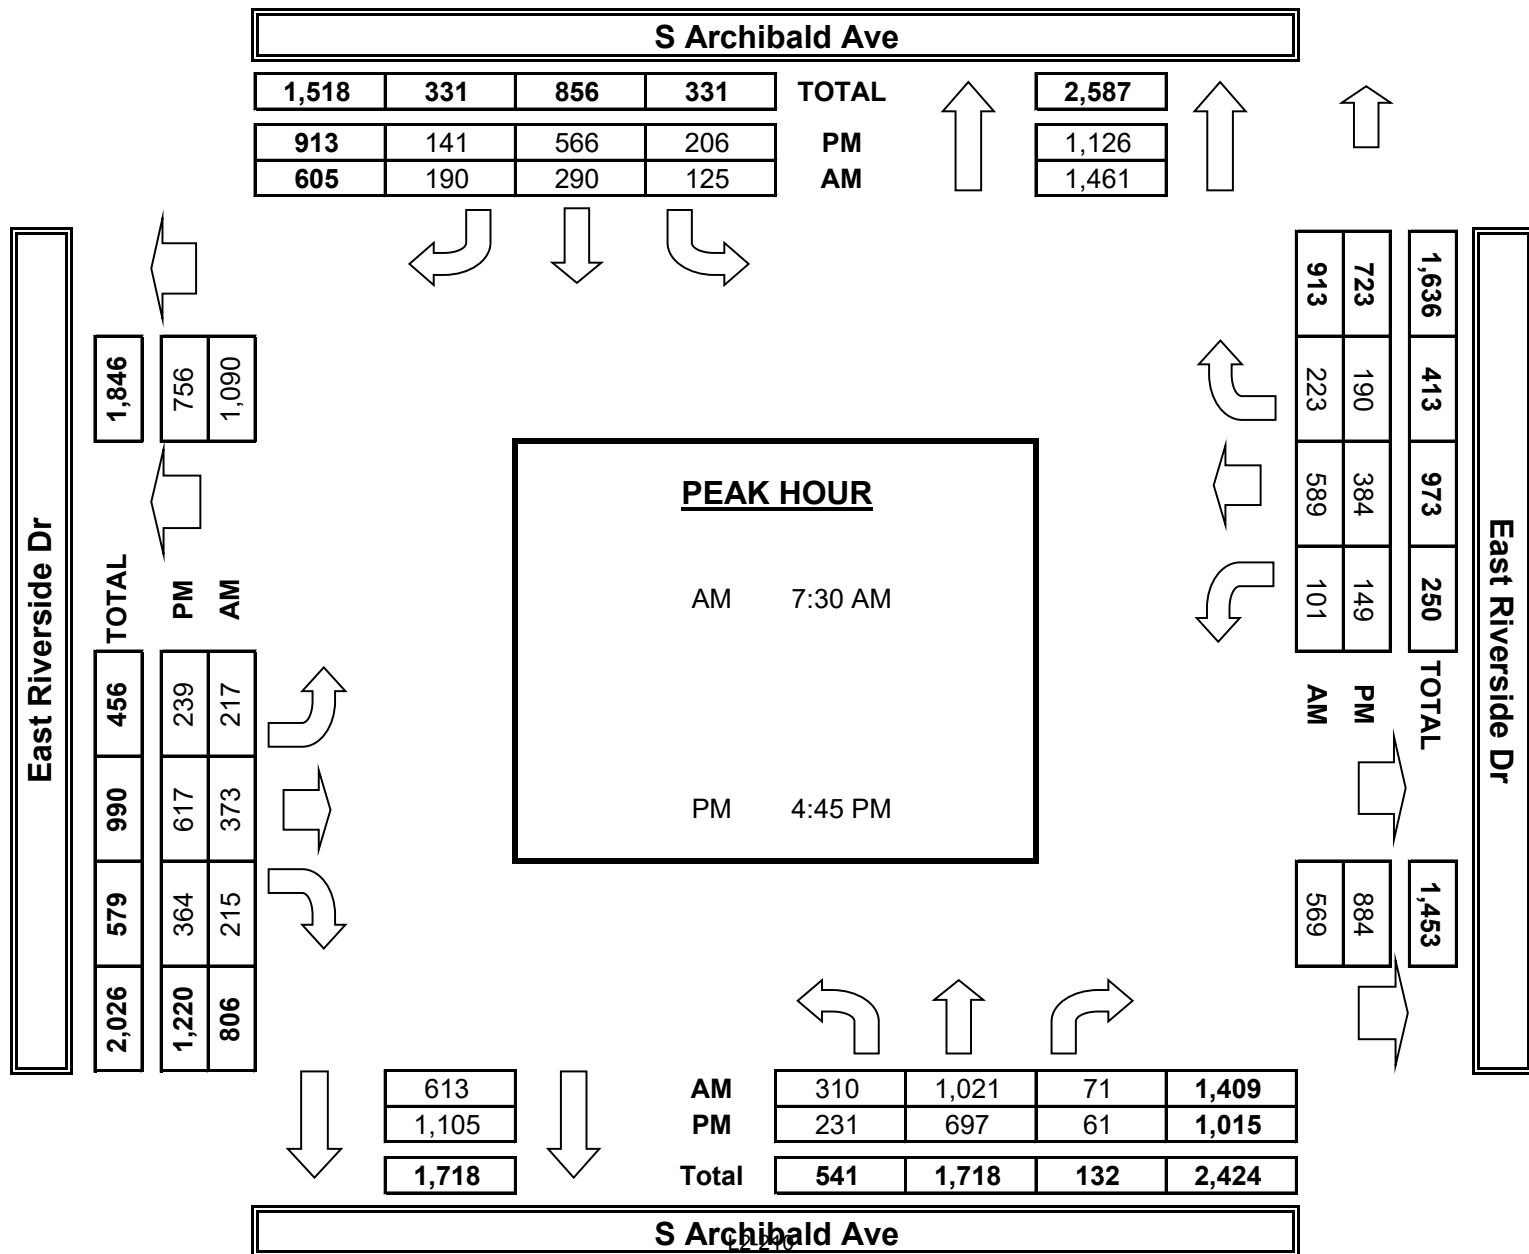 S Archibald Ave
1,518 331 856 331 TOTAL 2,587
913 141 566 206 PM 1,126
605 190 290 125 AM 1,461
East Riverside Dr
1,846 756 1,090
TOTAL PM AM
456 239 217
990 617 373
579 364 215
2,026 1,220 806
PEAK HOUR
AM 7:30 AM
PM 4:45 PM
913 723 1,636
223 190 413
589 384 973
101 149 250
AM PM TOTAL
569 884 1,453
East Riverside Dr
613 AM 310 1,021 71 1,409
1,105 PM 231 697 61 1,015
1,718 Total 541 1,718 132 2,424
S Archibald Ave
L2-210